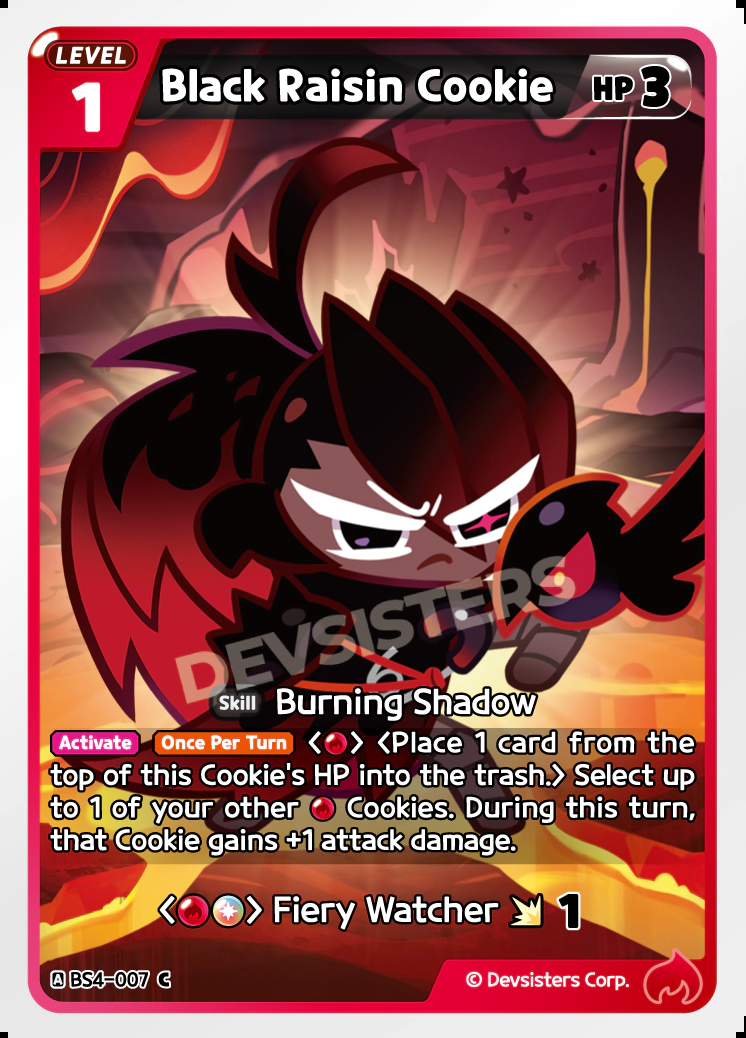 LEVEL
1
Black Raisin Cookie
HP 3
DEVSISTERS
Skill Burning Shadow
Activate Once Per Turn < > <Place 1 card from the
top of this Cookie's HP into the trash.> Select up
to 1 of your other Cookies. During this turn,
that Cookie gains +1 attack damage.
< > Fiery Watcher 1
A BS4-007 C
© Devsisters Corp.